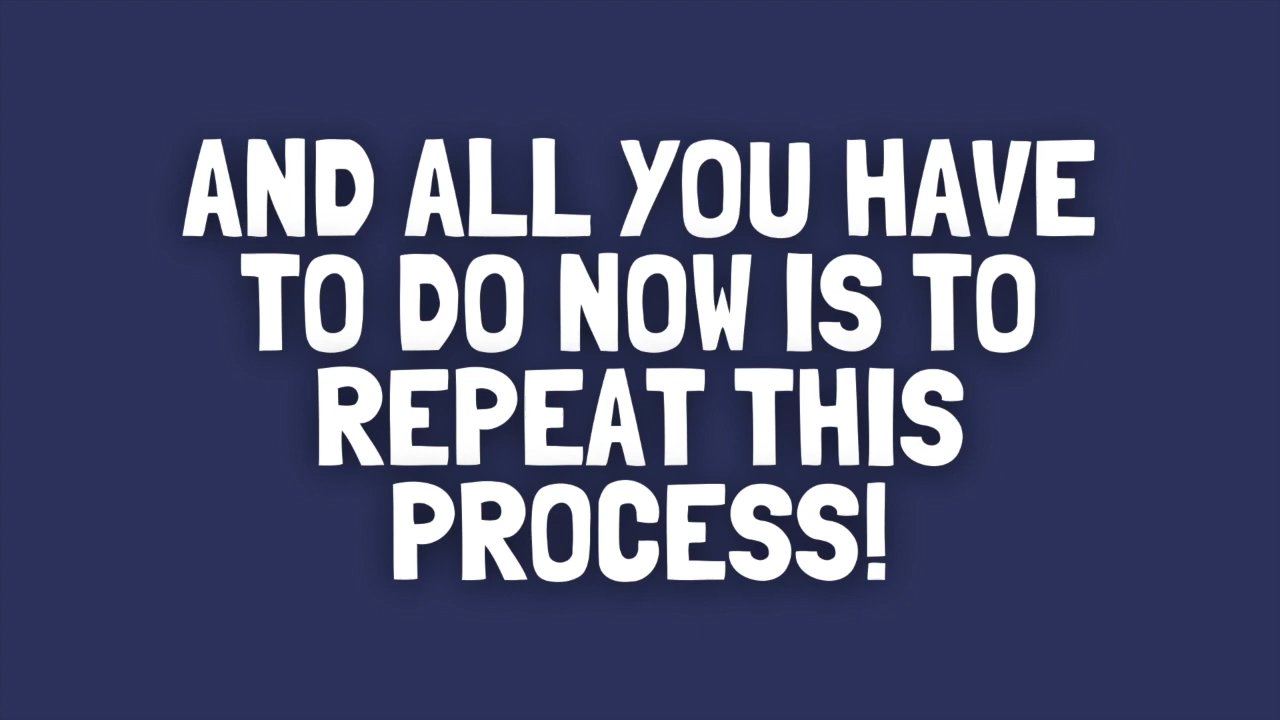 AND ALL YOU HAVE
TO DO NOW IS TO
REPEAT THIS
PROCESS!